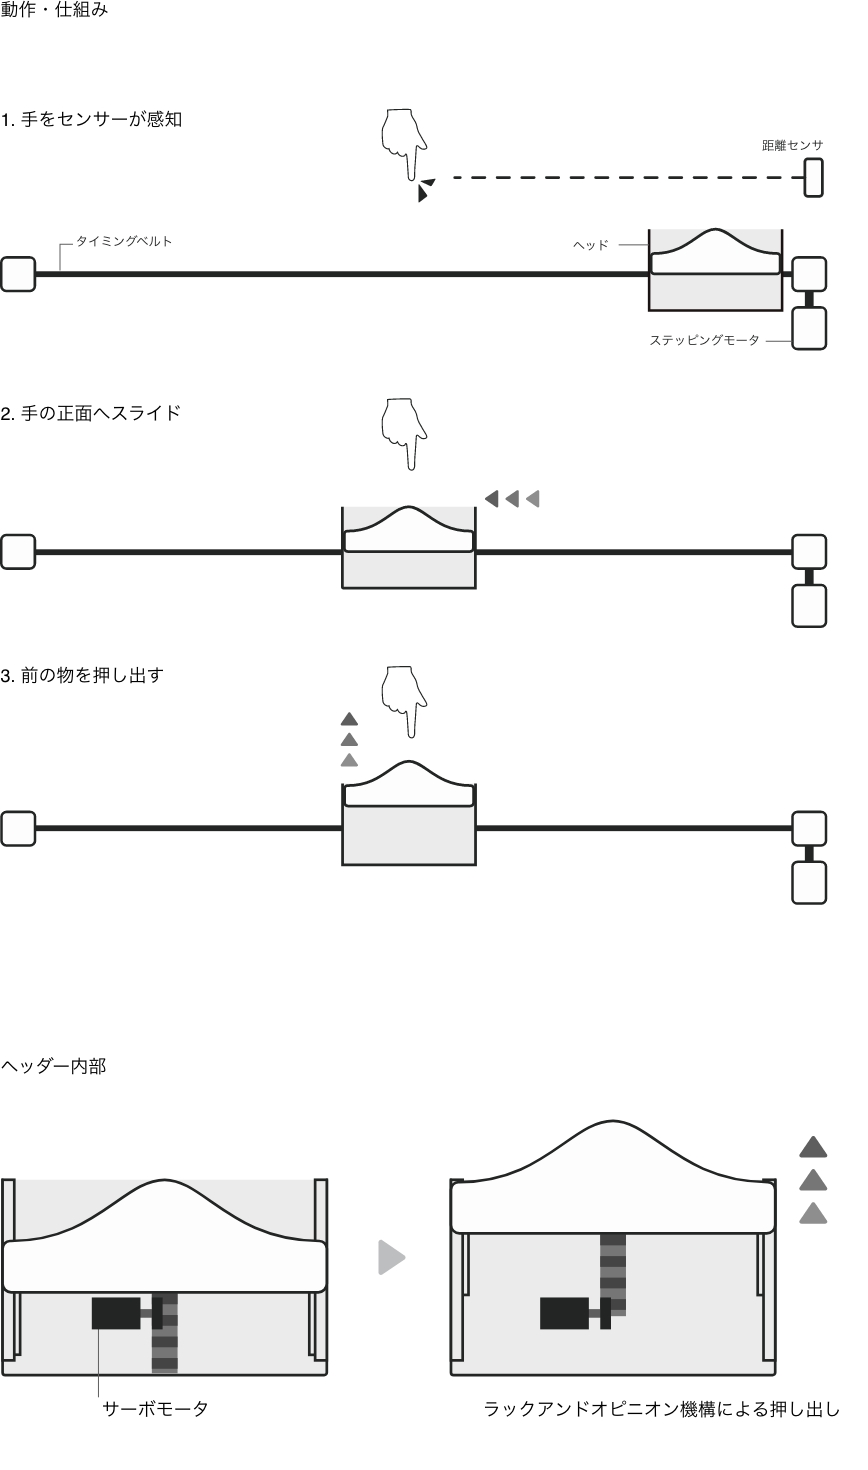 動作・仕組み
1. 手をセンサーが感知
距離センサ
タイミングベルト
ヘッド
ステッピングモータ
2. 手の正面へスライド
3. 前の物を押し出す
ヘッダー内部
サーボモータ
ラックアンドオピニオン機構による押し出し